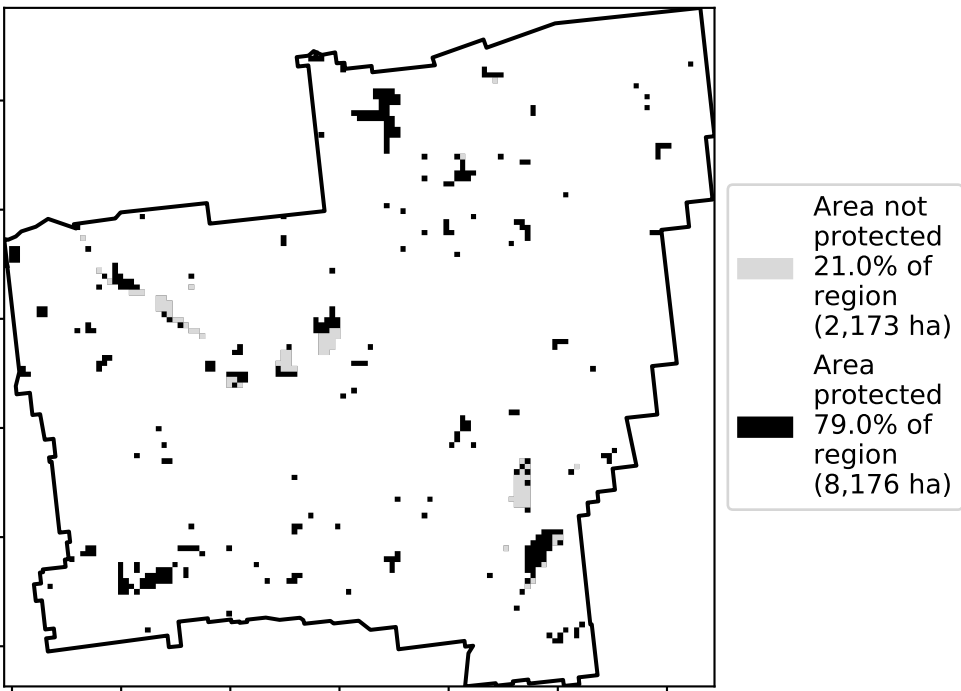 Area not
protected
21.0% of
region
(2,173 ha)
Area
protected
79.0% of
region
(8,176 ha)